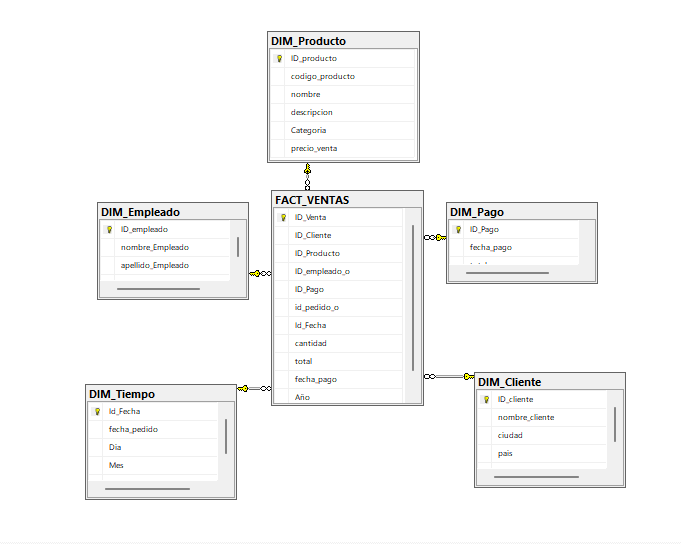 DIM_Producto
ID_producto
codigo_producto
nombre
descripcion
Categoria
precio_venta
DIM_Empleado
ID_empleado
nombre_Empleado
apellido_Empleado
FACT_VENTAS
ID_Venta
ID_Cliente
ID_Producto
ID_empleado_o
ID_Pago
id_pedido_o
Id_Fecha
cantidad
total
fecha_pago
Año
DIM_Pago
ID_Pago
fecha_pago
DIM_Tiempo
Id_Fecha
fecha_pedido
Dia
Mes
DIM_Cliente
ID_cliente
nombre_cliente
ciudad
pais